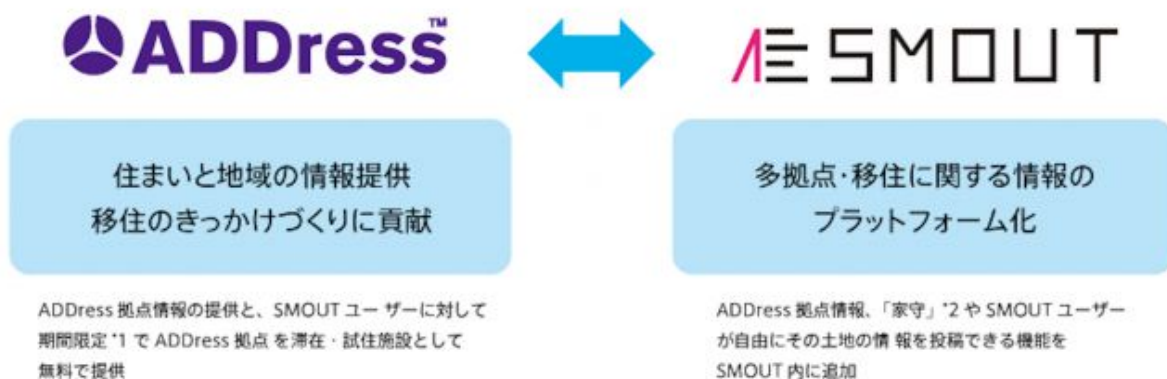 ADDress™
SMOUT
住まいと地域の情報提供
移住のきっかけづくりに貢献
多拠点・移住に関する情報の
プラットフォーム化
ADDress 拠点情報の提供と、SMOUT ユー ザーに対して
期間限定 *1 で ADDress 拠点 を滞在・試住施設として
無料で提供
ADDress 拠点情報、「家守」*2 や SMOUT ユーザー
が自由にその土地の情 報を投稿できる機能を
SMOUT 内に追加